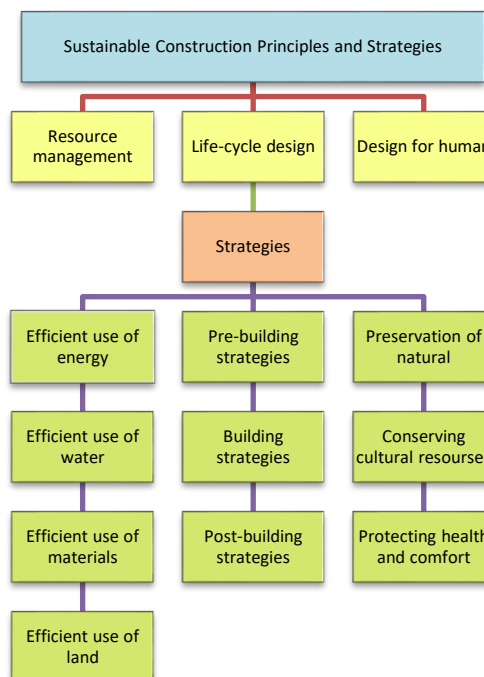 Sustainable Construction Principles and Strategies
Resource
management
Life-cycle design
Design for human
Strategies
Efficient use of
energy
Pre-building
strategies
Preservation of
natural
Efficient use of
water
Building
strategies
Conserving
cultural resourse
Efficient use of
materials
Post-building
strategies
Protecting health
and comfort
Efficient use of
land